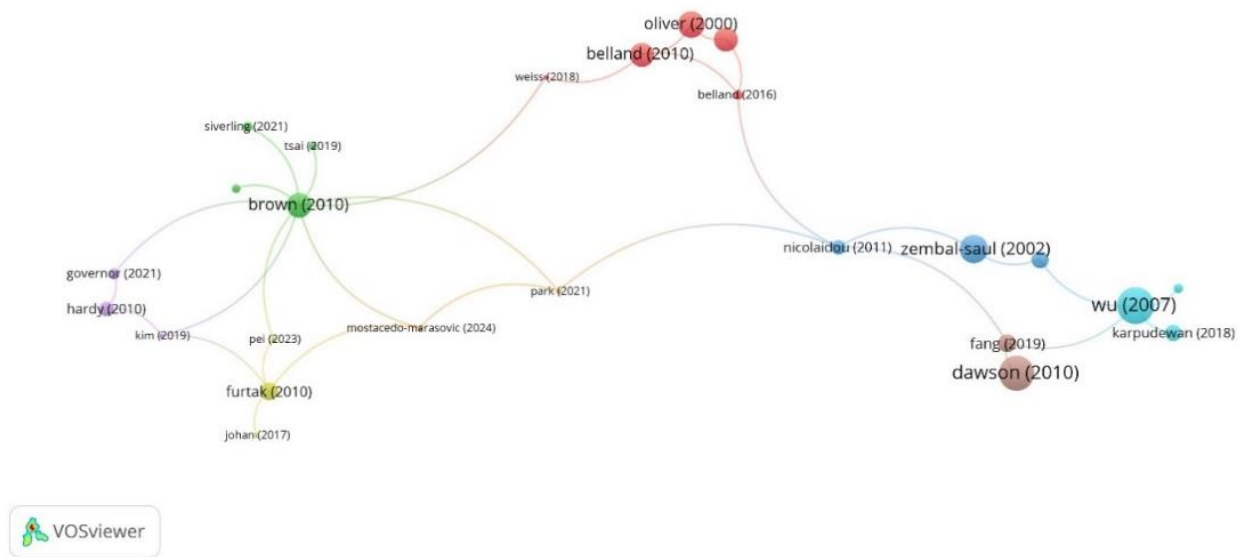 oliver (2000)
belland (2010)
weiss (2018)
belland (2016)
siverling (2021)
tsai (2019)
brown (2010)
nicolaidou (2011)
zembal-saul (2002)
governor (2021)
park (2021)
wu (2007)
hardy (2010)
mostacedo-marasovic (2024)
karpudewan (2018)
kim (2019)
pei (2023)
fang (2019)
dawson (2010)
furtak (2010)
johan (2017)
VOSviewer